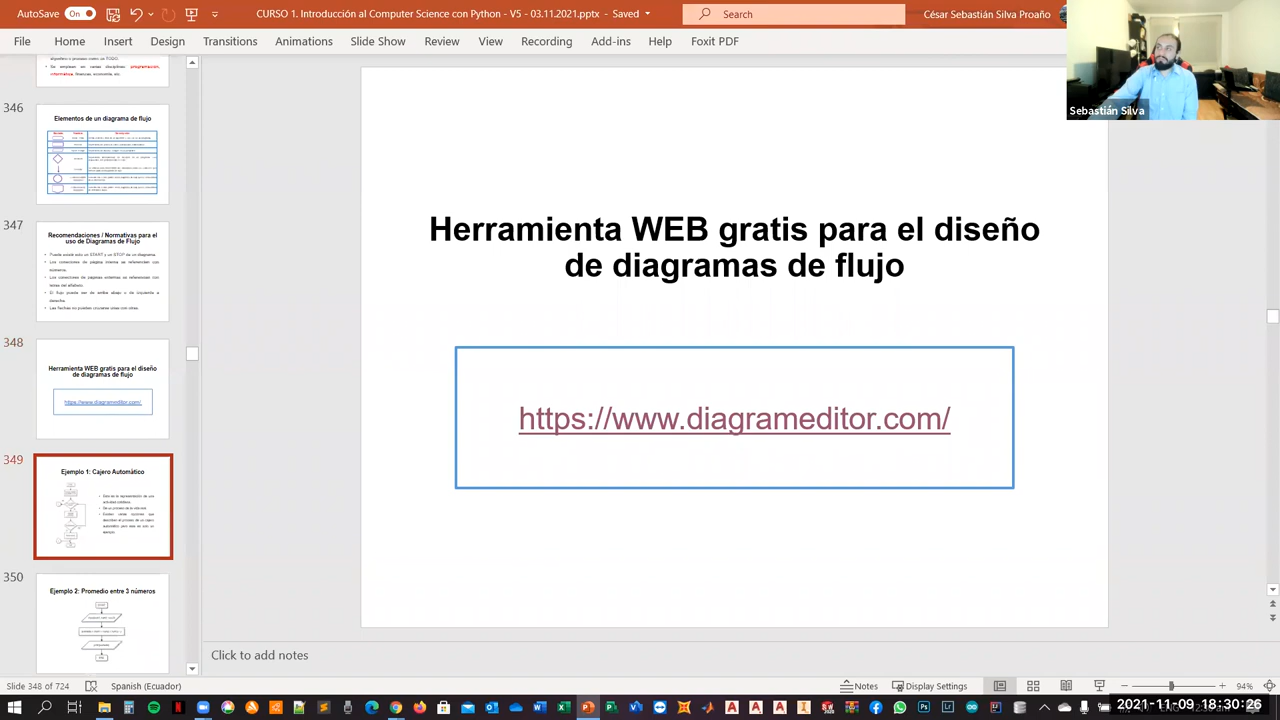 AutoSave On CURSO 1. Introducción Herramienta Python - WS - 03.11.2021.pptx - Saved Search César Sebastián Silva Proaño
File Home Insert Design Transitions Animations Slide Show Review View Recording Add-ins Help Foxit PDF
Sebastián Silva
346
Elementos de un diagrama de flujo
347
Recomendaciones / Normativas para el
uso de Diagramas de Flujo
348
Herramienta WEB gratis para el diseño
de diagramas de flujo
https://www.diagrameditor.com/
349
Ejemplo 1: Cajero Automático
350
Ejemplo 2: Promedio entre 3 números
Herramienta WEB gratis para el diseño
de diagramas de flujo
https://www.diagrameditor.com/
Click to add notes
Slide 348 of 724 Spanish (Ecuador) Notes Display Settings 94%
2021-11-09 18:30:26